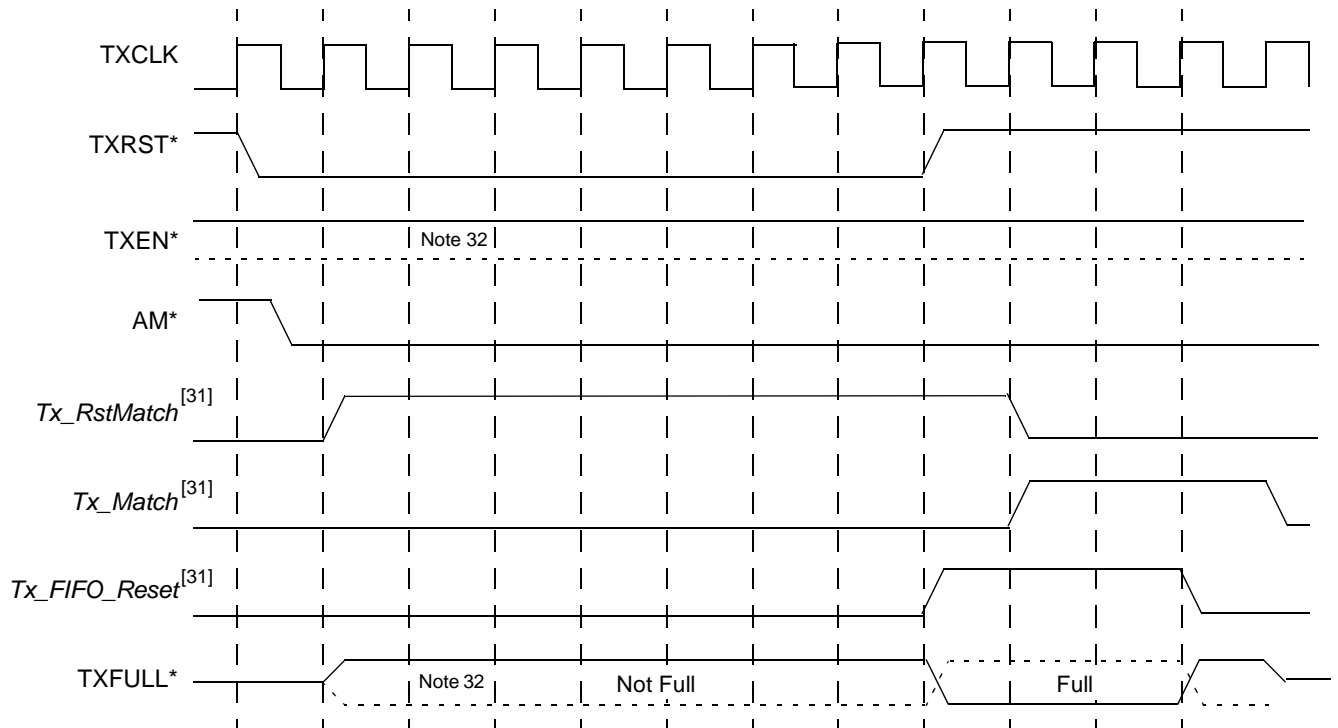 TXCLK
TXRST*
TXEN*
Note 32
AM*
Tx_RstMatch[31]
Tx_Match[31]
Tx_FIFO_Reset[31]
TXFULL*
Note 32
Not Full
Full